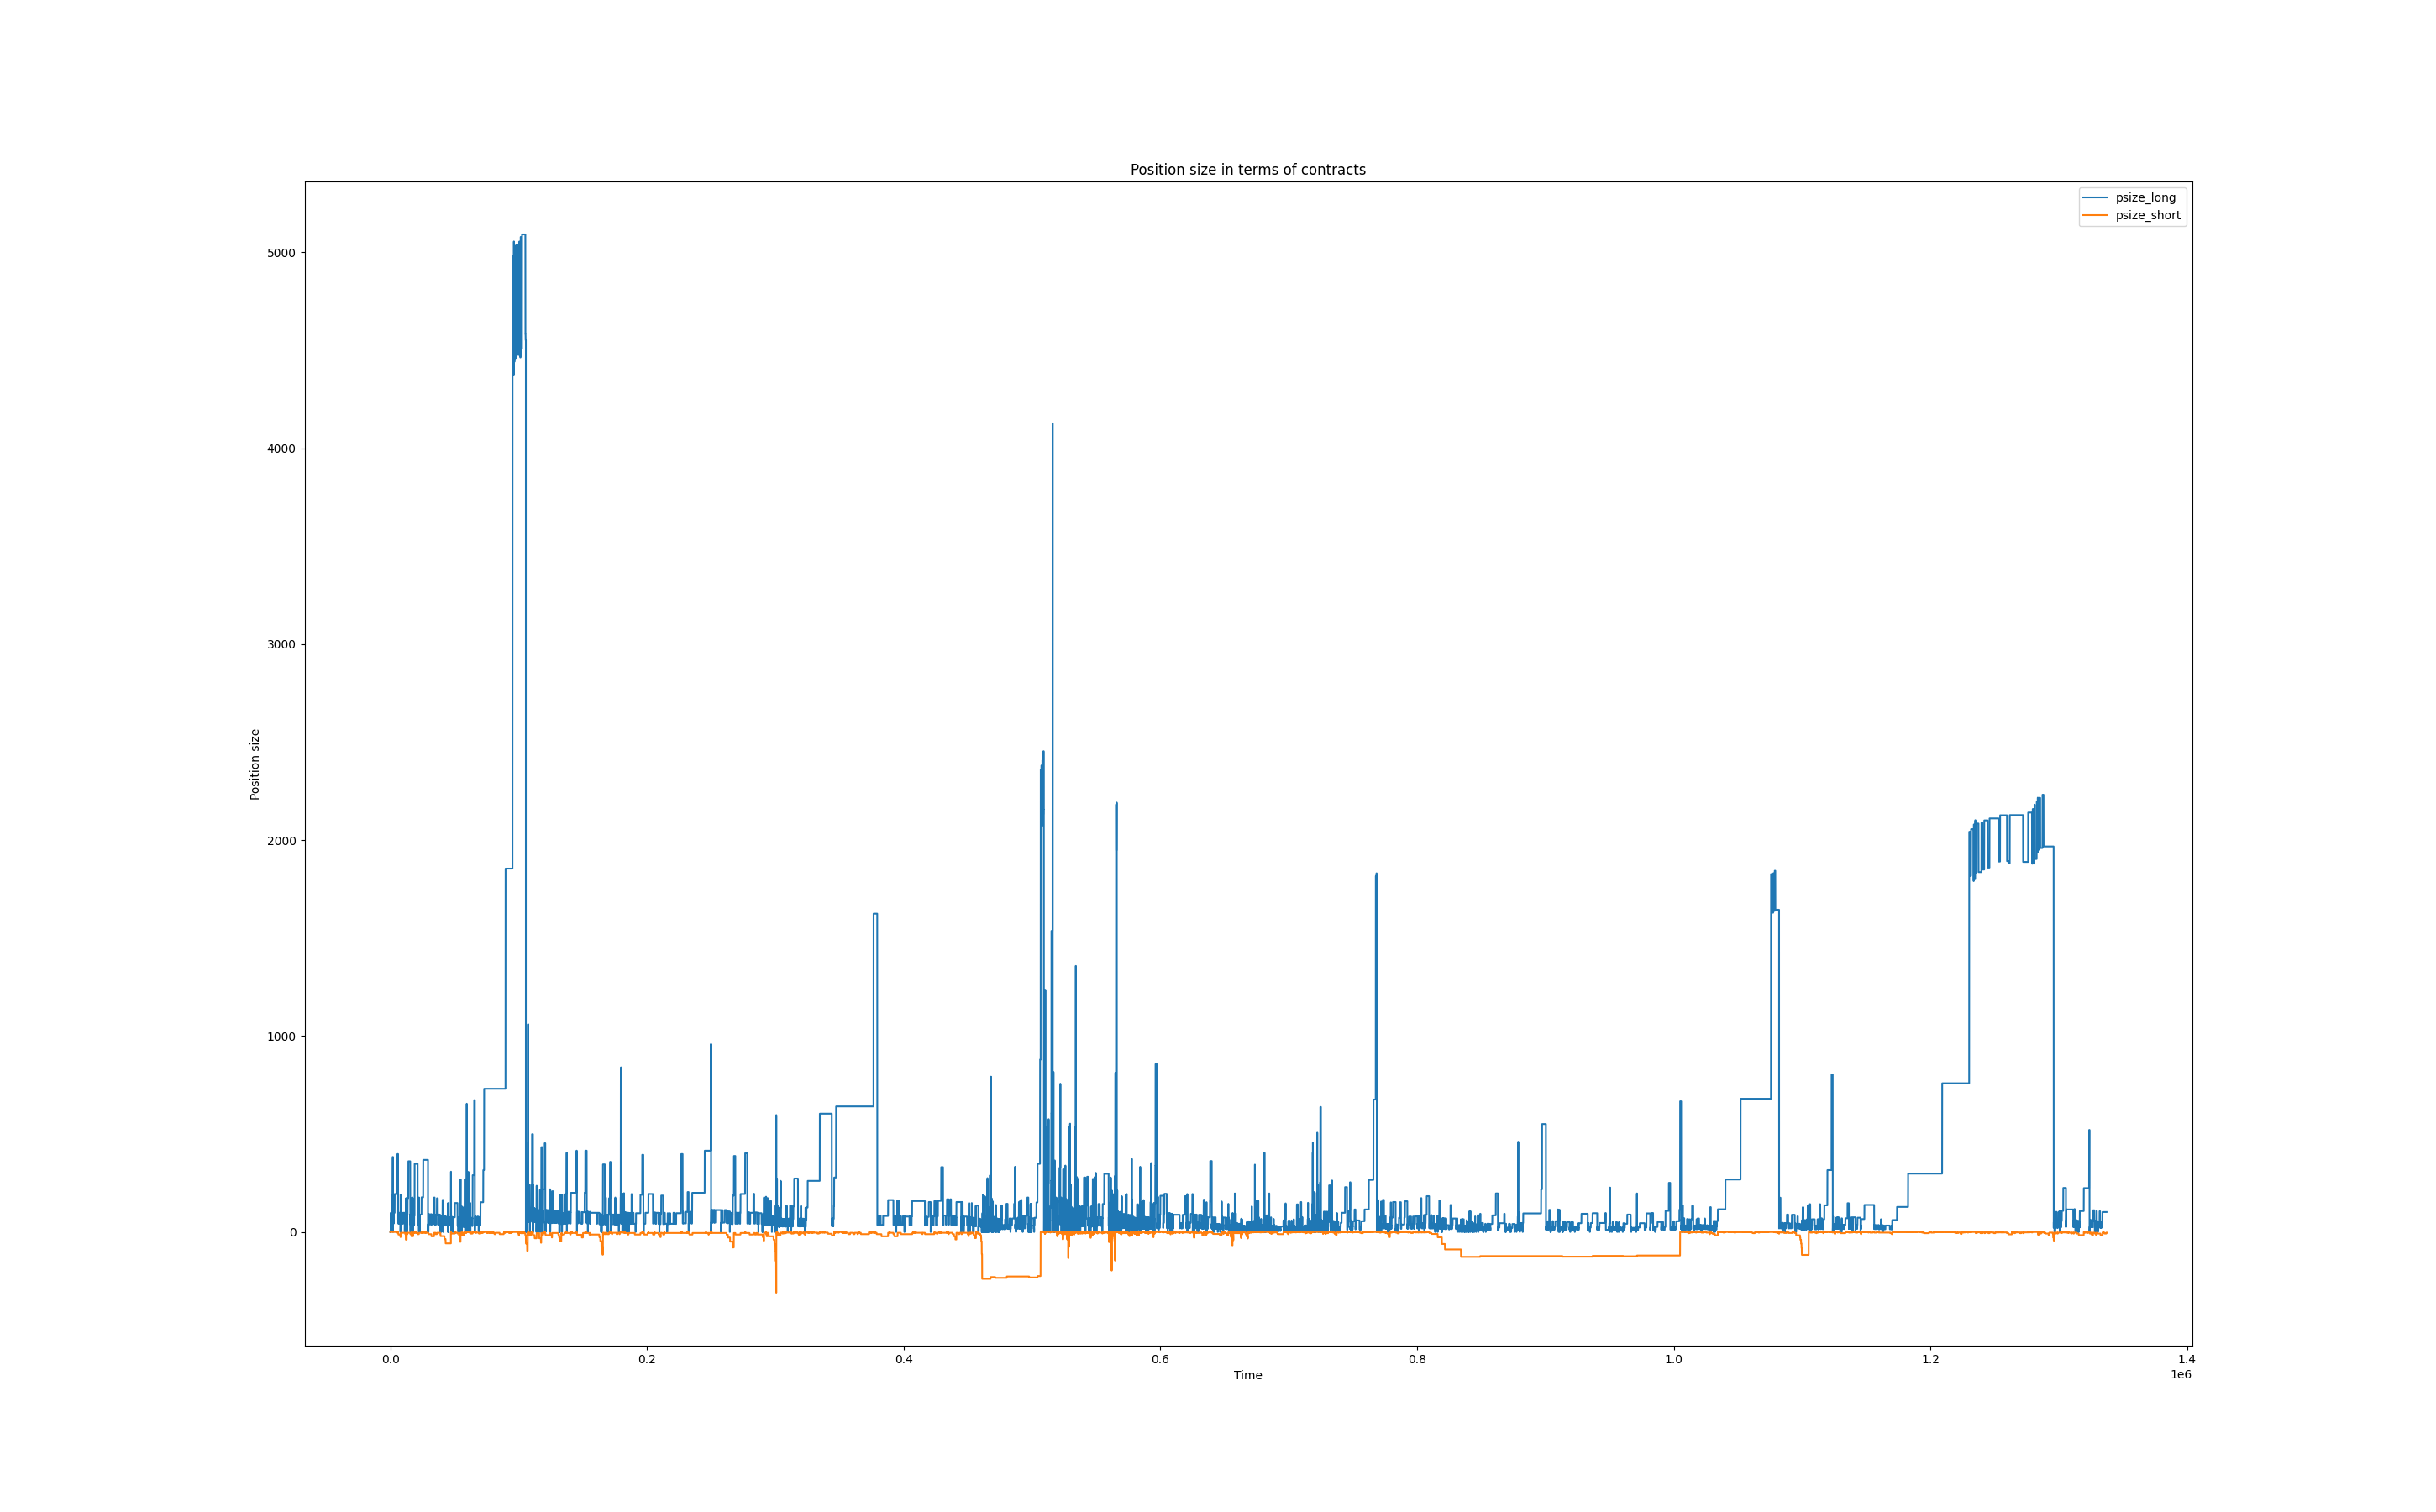 Position size in terms of contracts
psize_long
psize_short
Position size
5000
4000
3000
2000
1000
0
0.0 0.2 0.4 0.6 0.8 1.0 1.2 1.4
1e6
Time